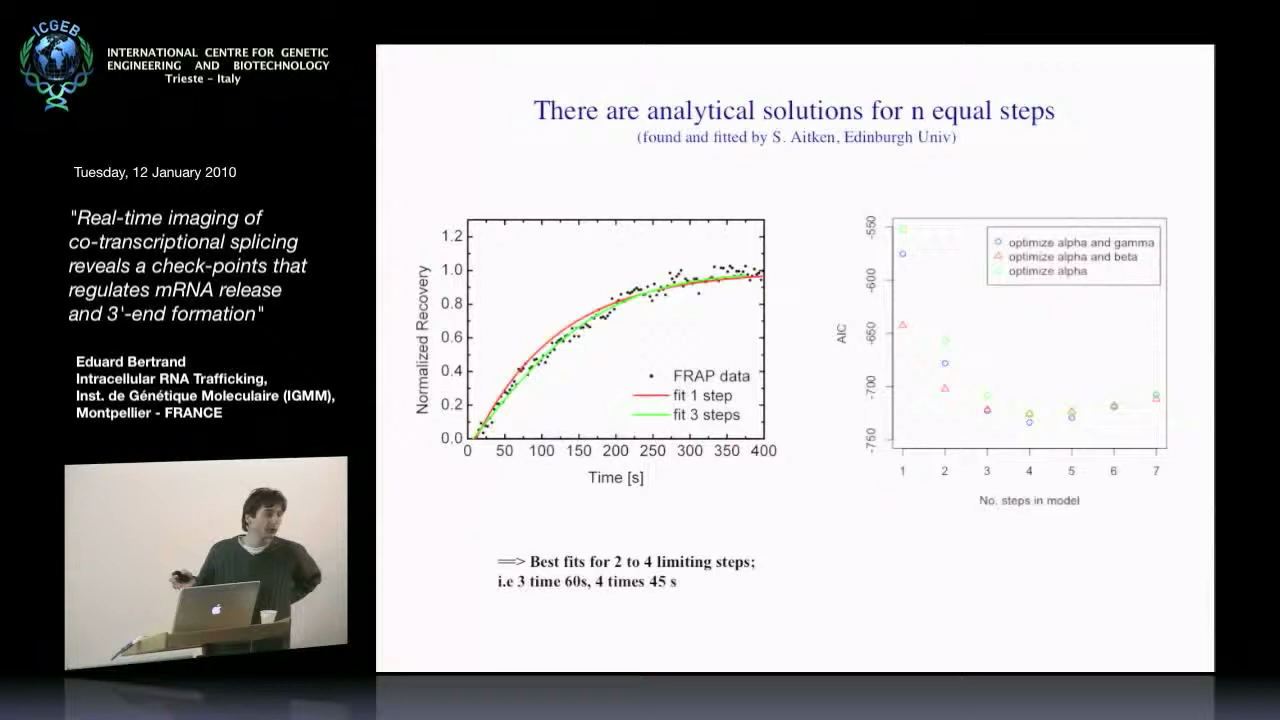 ICGEB
INTERNATIONAL CENTRE FOR GENETIC
ENGINEERING AND BIOTECHNOLOGY
Trieste - Italy
Tuesday, 12 January 2010
"Real-time imaging of
co-transcriptional splicing
reveals a check-points that
regulates mRNA release
and 3'-end formation"
Eduard Bertrand
Intracellular RNA Trafficking,
Inst. de Génétique Moleculaire (IGMM),
Montpellier - FRANCE
There are analytical solutions for n equal steps
(found and fitted by S. Aitken, Edinburgh Univ)
Normalized Recovery
1.2
1.0
0.8
0.6
0.4
0.2
0.0
FRAP data
fit 1 step
fit 3 steps
0 50 100 150 200 250 300 350 400
Time [s]
AIC
-550
-600
-650
-700
-750
optimize alpha and gamma
optimize alpha and beta
optimize alpha
1 2 3 4 5 6 7
No. steps in model
==> Best fits for 2 to 4 limiting steps;
i.e 3 time 60s, 4 times 45 s